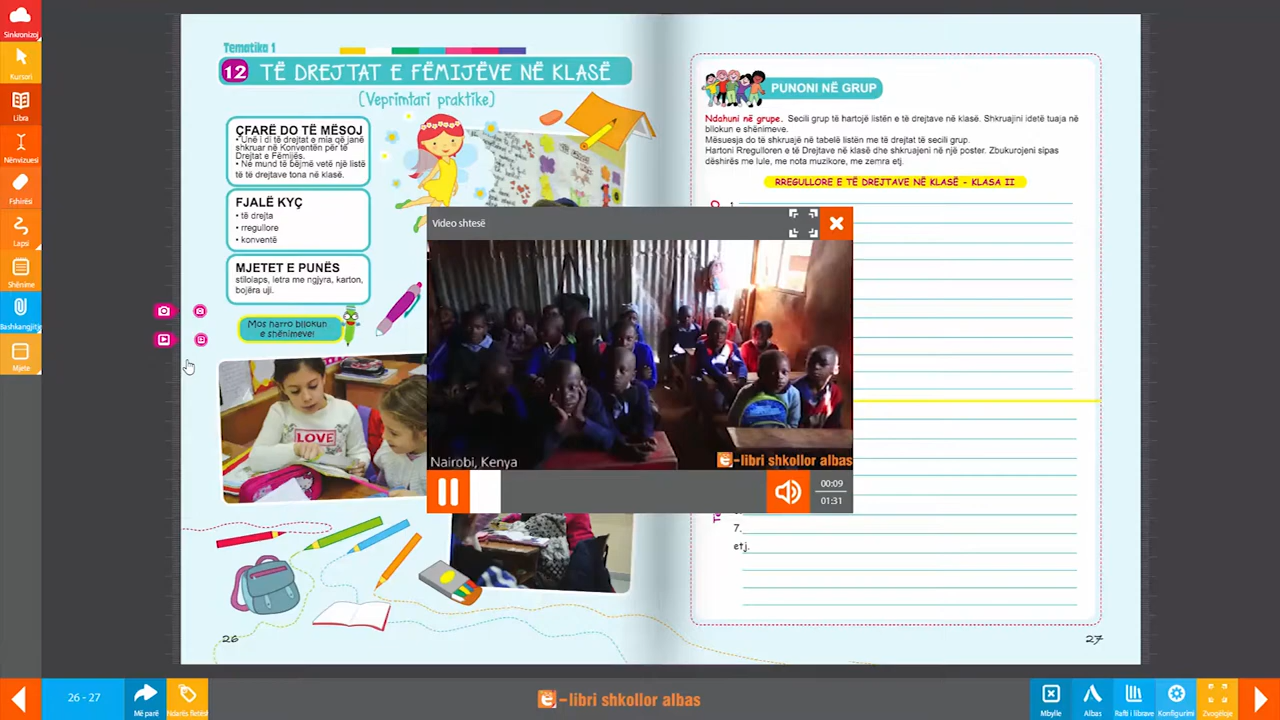 Sinkronizoj
Kursori
Libra
Nënvizuesi
Fshirësi
Lapsi
Shënime
Bashkangjitje
Mjete
Tematika 1
12 TË DREJTAT E FËMIJËVE NË KLASË
(Veprimtari praktike)
ÇFARË DO TË MËSOJ
• Unë i di të drejtat e mia që janë
shkruar në Konventën për të
Drejtat e Fëmijës.
• Në mund të bëjmë vetë një listë
të të drejtave tona në klasë.
FJALË KYÇ
• të drejta
• rregullore
• konventë
MJETET E PUNËS
stilolaps, letra me ngjyra, karton,
bojëra uji.
Mos harro bllokun
e shënimeve!
LOVE
26
PUNONI NË GRUP
Ndahuni në grupe. Secili grup të hartojë listën e të drejtave në klasë. Shkruajini idetë tuaja në
bllokun e shënimeve.
Mësuesja do të shkruajë në tabelë listën me të drejtat të secili grup.
Hartoni Rregulloren e të Drejtave në klasë dhe shkruajeni në një poster. Zbukurojeni sipas
dëshirës me lule, me nota muzikore, me zemra etj.
RREGULLORE E TË DREJTAVE NË KLASË - KLASA II
1.
7.
etj.
27
Video shtesë
Nairobi, Kenya
ë-libri shkollor albas
00:09
01:31
26 - 27
Më parë
Ndarës fletësh
ë-libri shkollor albas
Mbylle
Albas
Rafti i librave
Konfigurimi
Zvogëloje